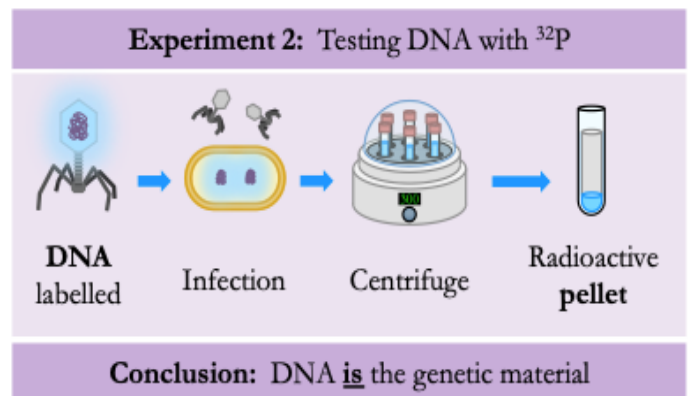 Experiment 2: Testing DNA with ³²P
DNA
labelled
Infection
Centrifuge
Radioactive
pellet
Conclusion: DNA is the genetic material